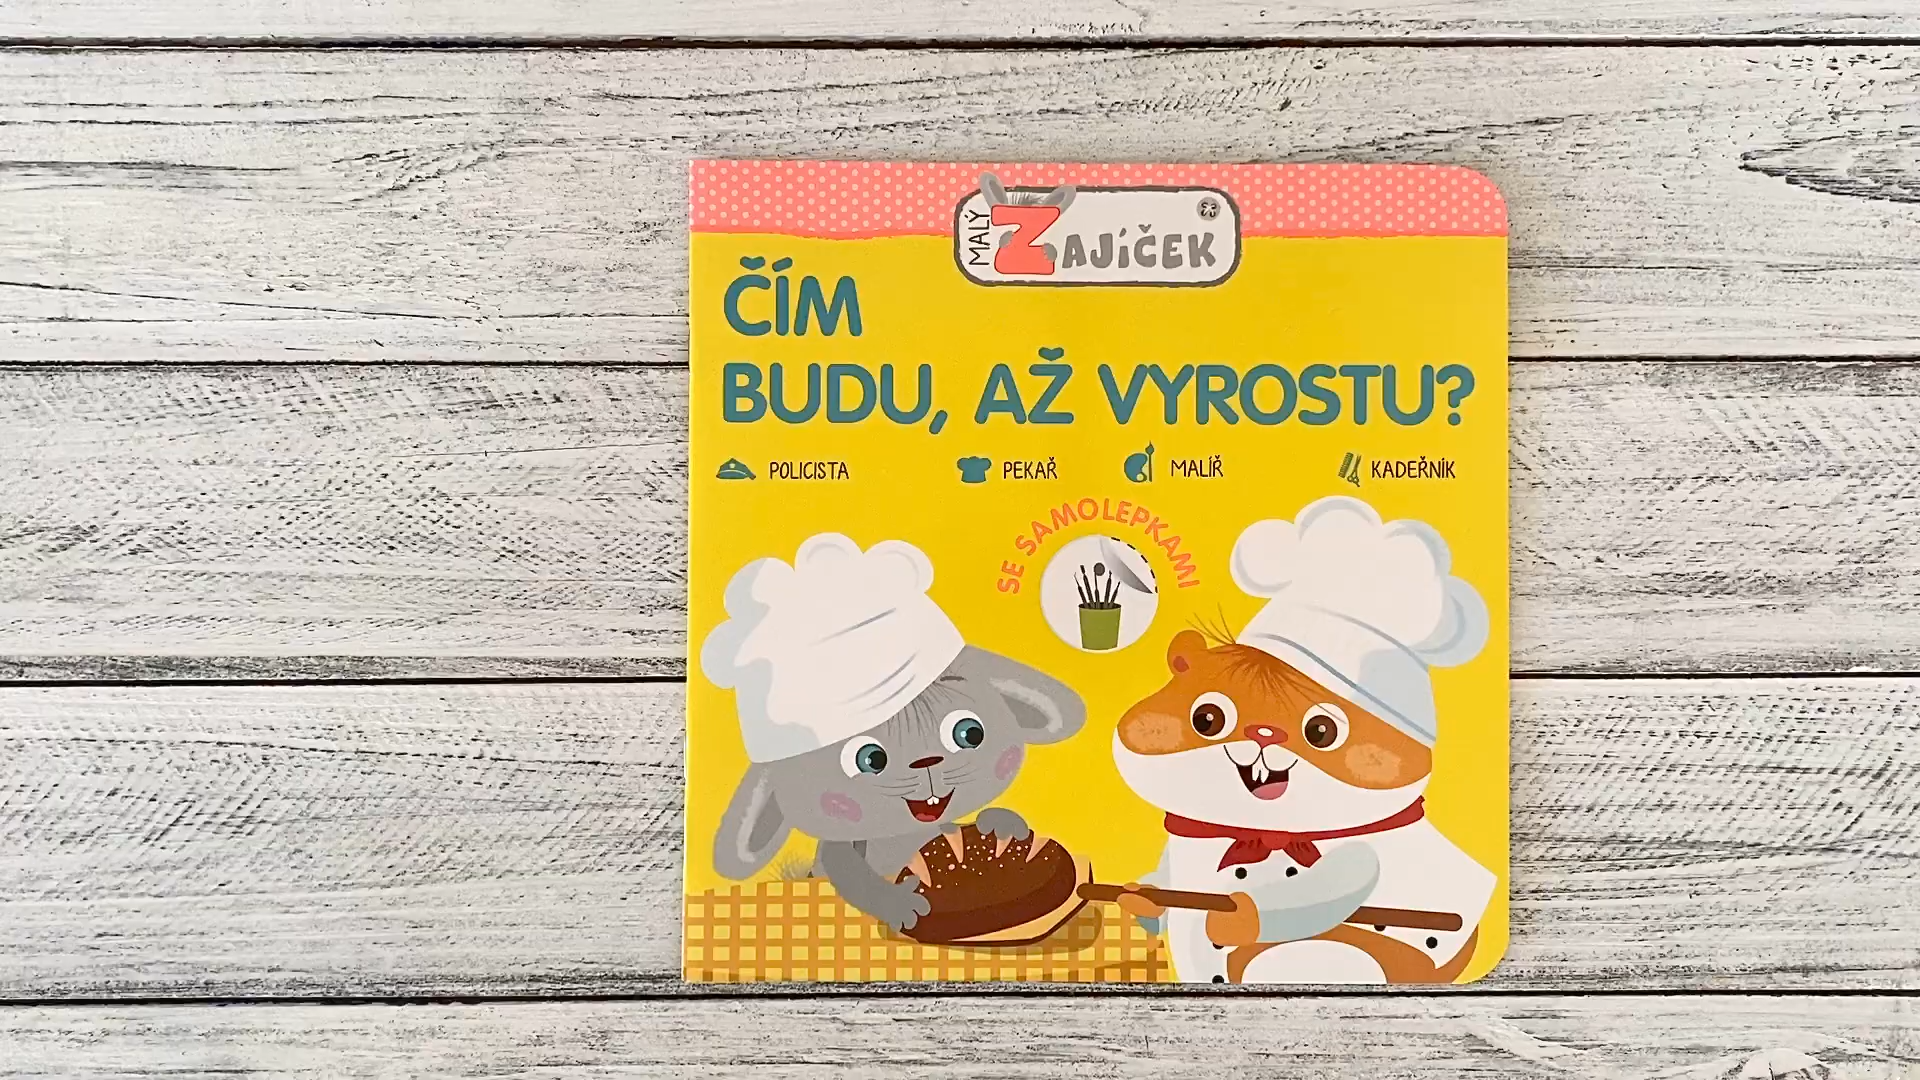 MALÝ ZAJÍČEK
ČÍM
BUDU, AŽ VYROSTU?
POLICISTA PEKAŘ MALÍŘ KADEŘNÍK
SE SAMOLEPKAMI